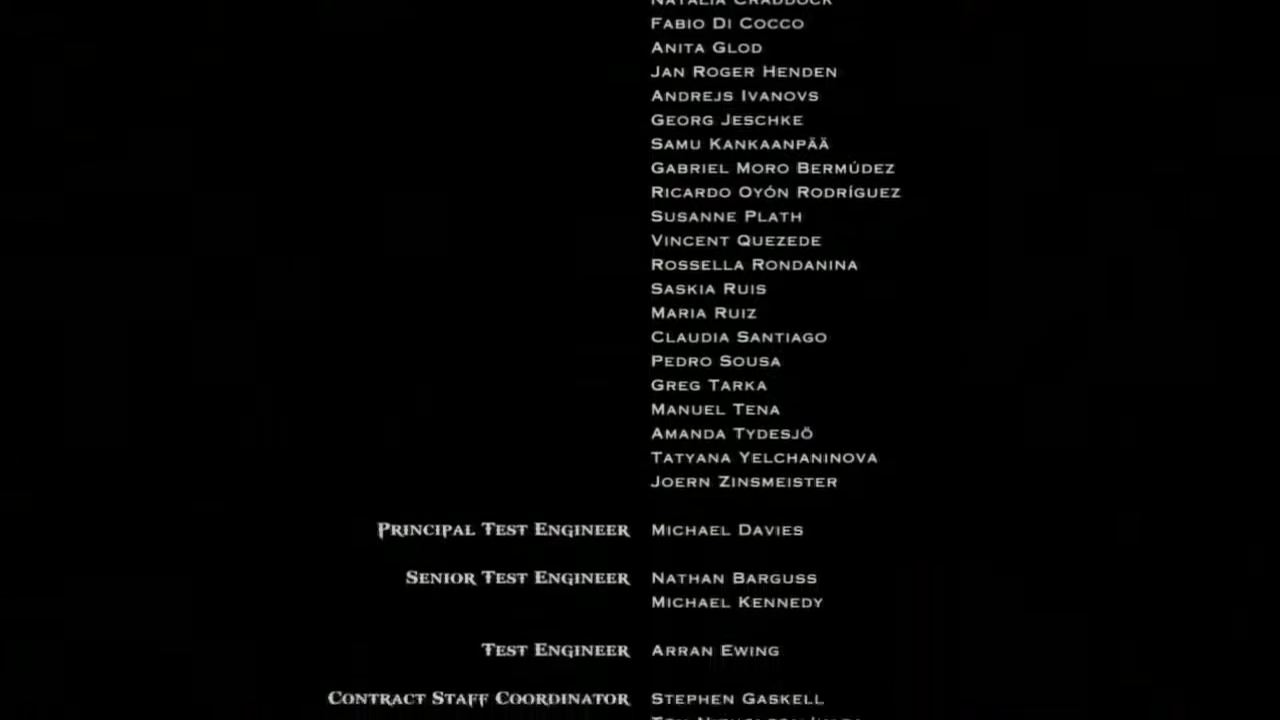 NATALIA CRADDOCK
FABIO DI COCCO
ANITA GLOD
JAN ROGER HENDEN
ANDREJS IVANOVS
GEORG JESCHKE
SAMU KANKAANPÄÄ
GABRIEL MORO BERMÚDEZ
RICARDO OYÓN RODRÍGUEZ
SUSANNE PLATH
VINCENT QUEZEDE
ROSSELLA RONDANINA
SASKIA RUIS
MARIA RUIZ
CLAUDIA SANTIAGO
PEDRO SOUSA
GREG TARKA
MANUEL TENA
AMANDA TYDESJÖ
TATYANA YELCHANINOVA
JOERN ZINSMEISTER
PRINCIPAL TEST ENGINEER MICHAEL DAVIES
SENIOR TEST ENGINEER NATHAN BARGUSS
MICHAEL KENNEDY
TEST ENGINEER ARRAN EWING
CONTRACT STAFF COORDINATOR STEPHEN GASKELL